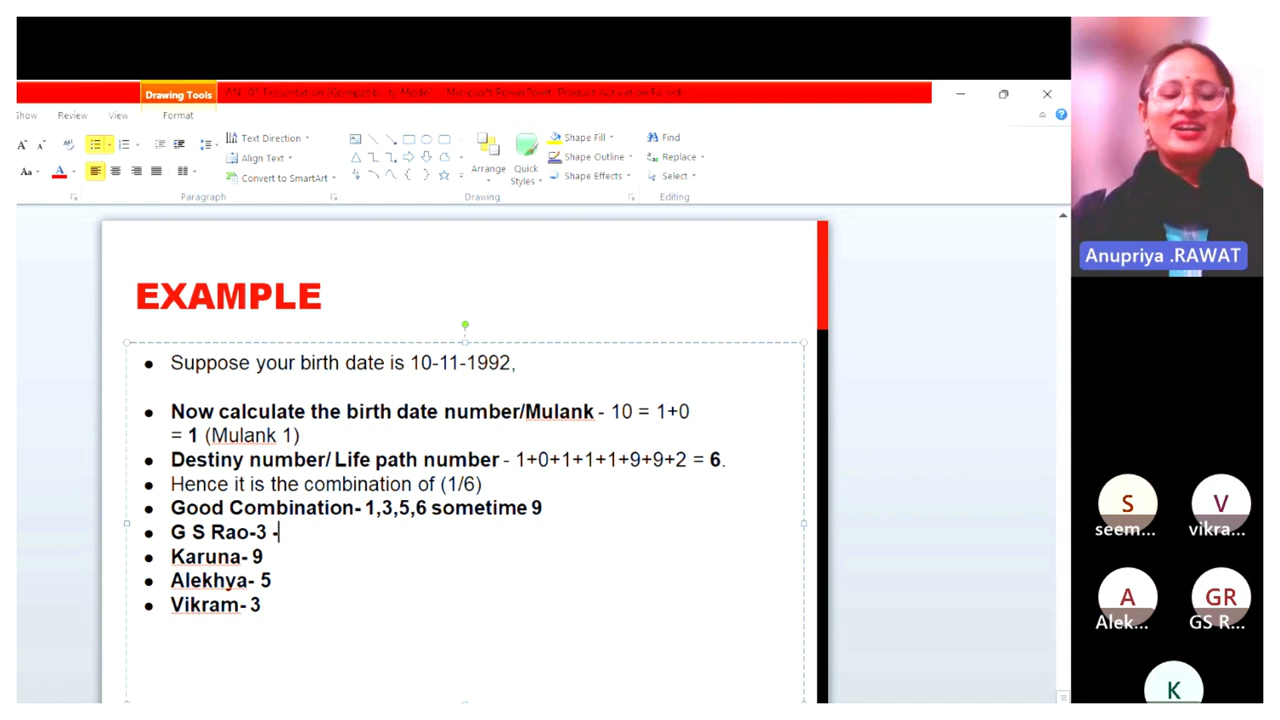 Drawing Tools
how
Review
View
Format
Text Direction
Align Text
Convert to SmartArt
Aa
A
Arrange
Quick
Styles
Shape Fill
Shape Outline
Shape Effects
Find
Replace
Select
Paragraph
Drawing
Editing
EXAMPLE
● Suppose your birth date is 10-11-1992,
● Now calculate the birth date number/Mulank - 10 = 1+0
= 1 (Mulank 1)
● Destiny number/ Life path number - 1+0+1+1+1+9+9+2 = 6.
● Hence it is the combination of (1/6)
● Good Combination- 1,3,5,6 sometime 9
● G S Rao-3 -
● Karuna- 9
● Alekhya- 5
● Vikram- 3
Anupriya .RAWAT
S
seem...
V
vikra...
A
Alek...
GR
GS R...
K